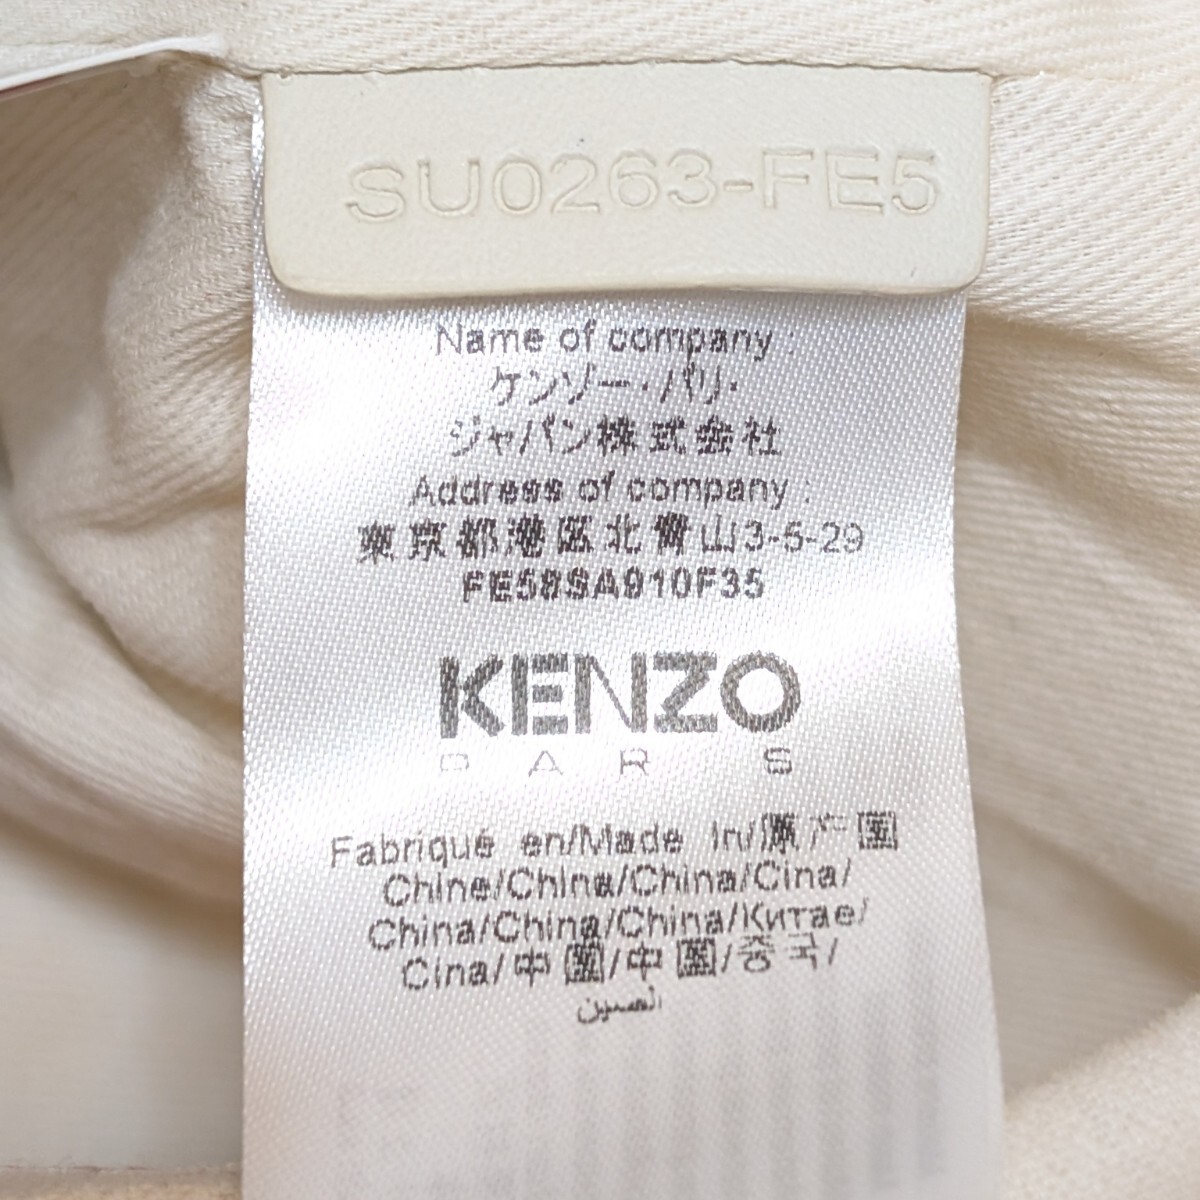 SU0263-FE5
Name of company :
ケンゾー・パリ・
ジャパン株式会社
Address of company :
東京都港区北青山3-5-29
FE58SA910F35
KENZO
PARIS
Fabriqué en/Made In/原产国
Chine/China/China/Cina/
China/China/China/Китае/
Cina/中国/中国/중국/
الصين